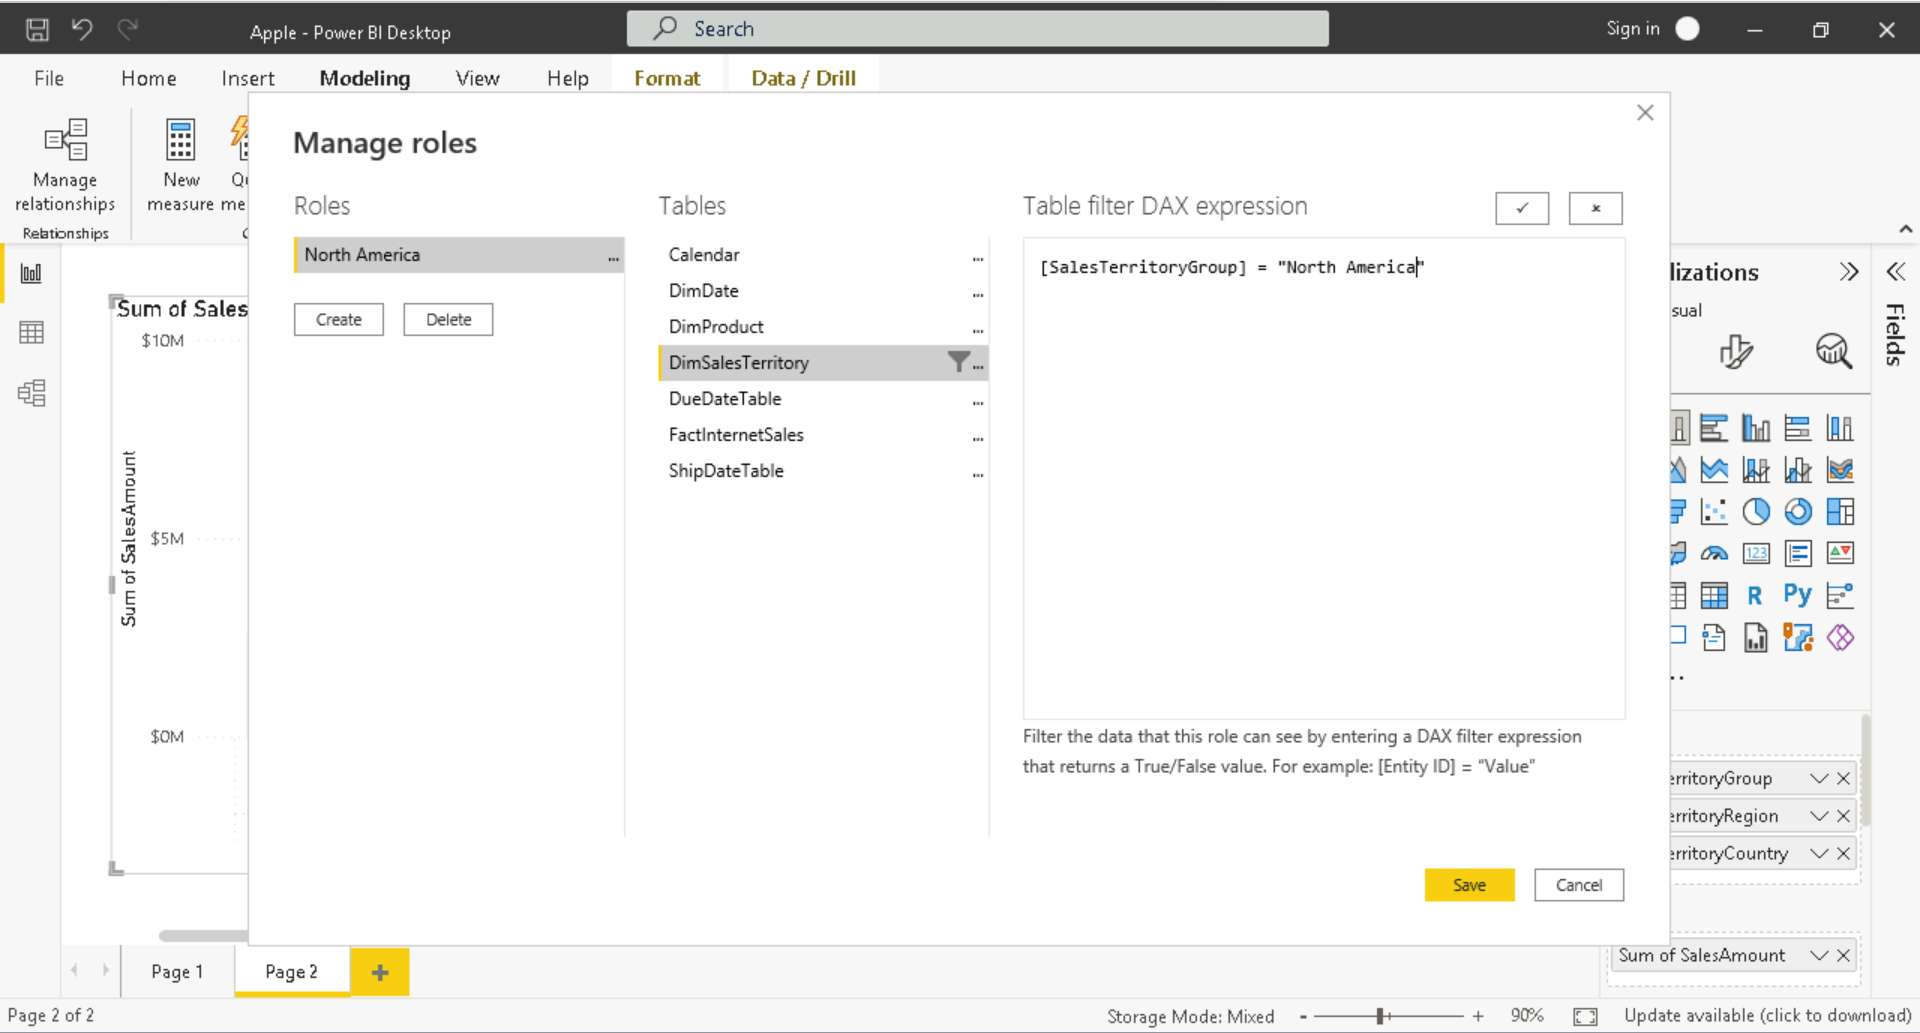 Apple - Power BI Desktop
Search
Sign in
File Home Insert Modeling View Help Format Data / Drill
Manage relationships
New measure
Relationships
Manage roles
Roles
North America ...
Create Delete
Tables
Calendar ...
DimDate ...
DimProduct ...
DimSalesTerritory ...
DueDateTable ...
FactInternetSales ...
ShipDateTable ...
Table filter DAX expression
[SalesTerritoryGroup] = "North America"
Filter the data that this role can see by entering a DAX filter expression
that returns a True/False value. For example: [Entity ID] = “Value”
Save Cancel
Sum of Sales
$10M
$5M
$0M
Sum of SalesAmount
lizations
sual
Fields
123
R Py
erritoryGroup
erritoryRegion
erritoryCountry
Sum of SalesAmount
Page 1 Page 2 +
Page 2 of 2
Storage Mode: Mixed - + 90% Update available (click to download)